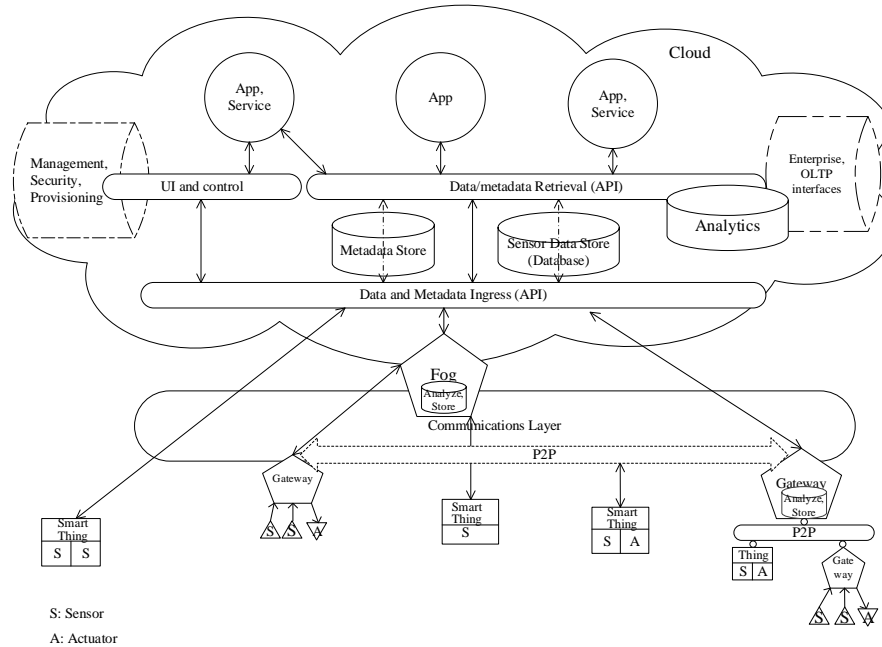 Cloud
App,
Service
App
App,
Service
Management,
Security,
Provisioning
Enterprise,
OLTP
interfaces
UI and control
Data/metadata Retrieval (API)
Analytics
Metadata Store
Sensor Data Store
(Database)
Data and Metadata Ingress (API)
Fog
Analyze,
Store
Communications Layer
P2P
Gateway
Gateway
Analyze,
Store
Smart
Thing
S S
S S A
Smart
Thing
S
Smart
Thing
S A
P2P
Thing
S A
Gate
way
S S A
S: Sensor
A: Actuator